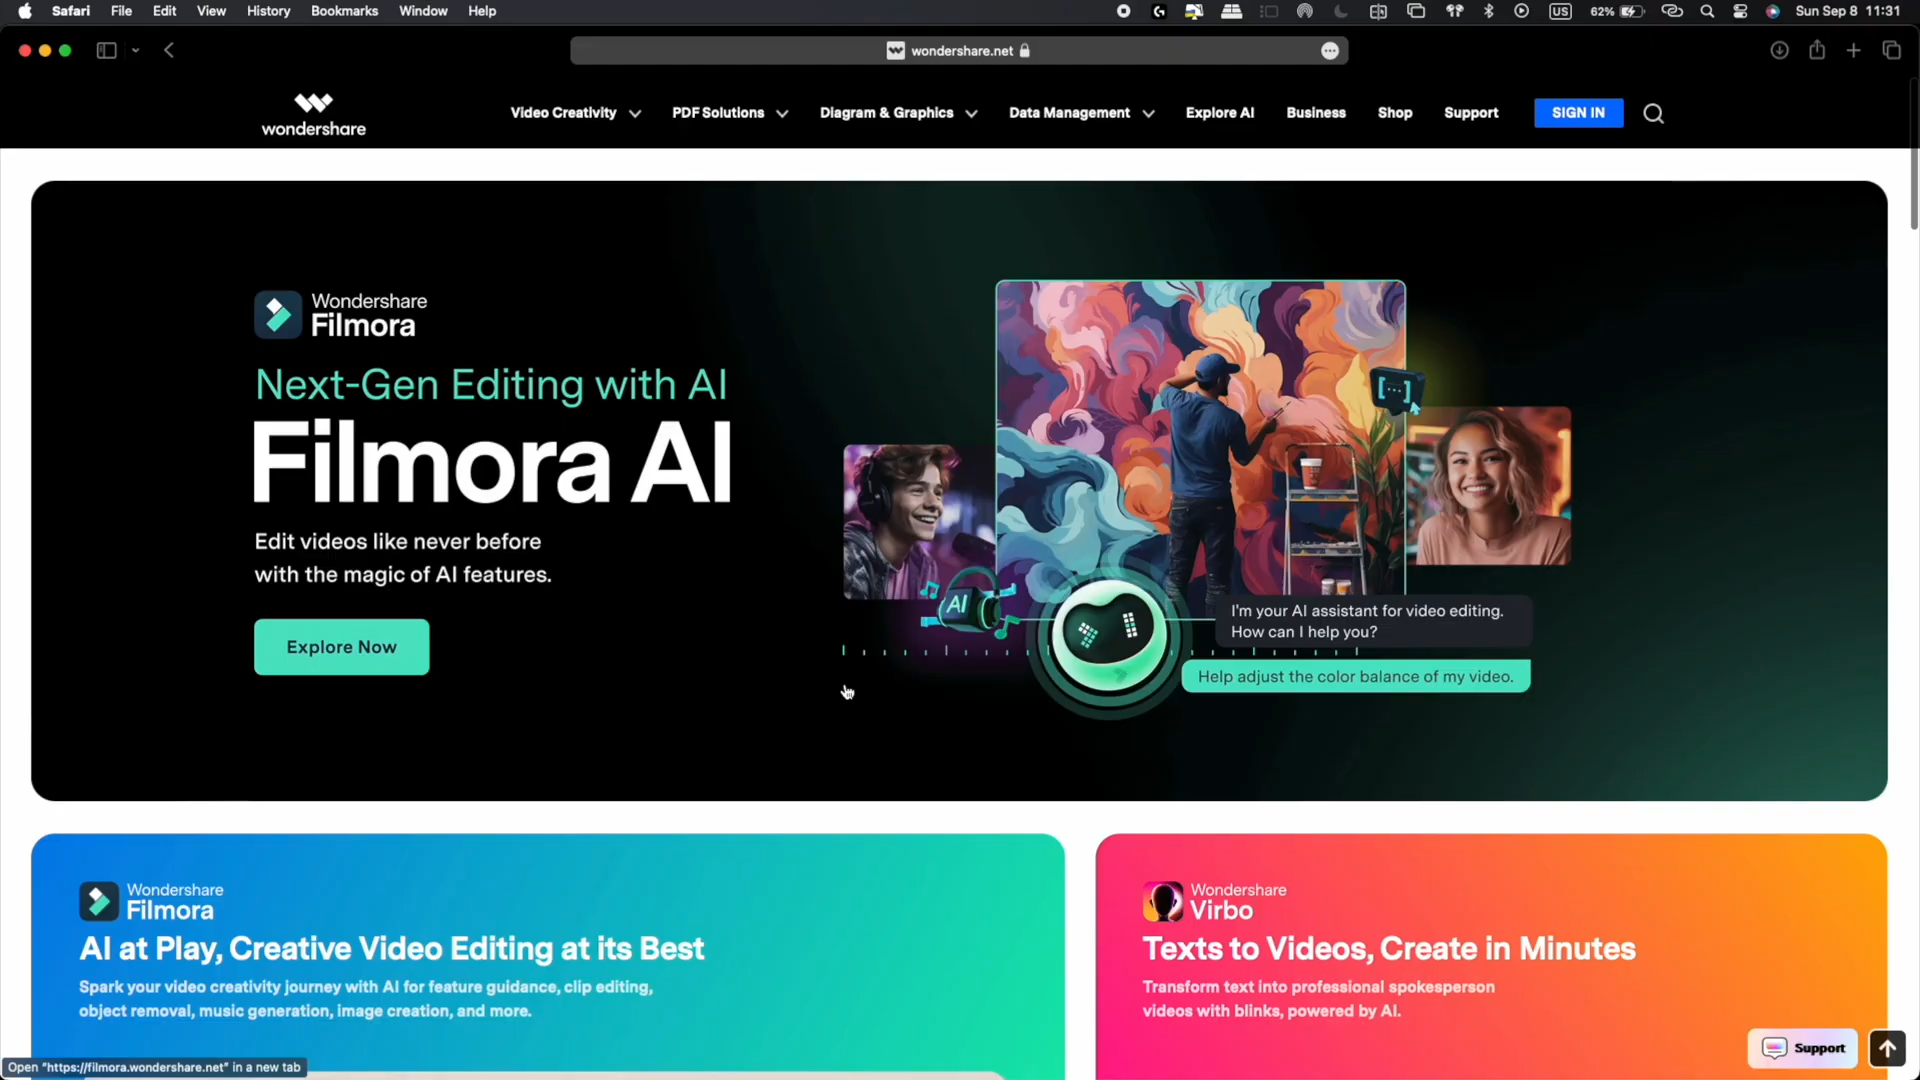 Safari File Edit View History Bookmarks Window Help
US 62% Sun Sep 8 11:31
wondershare.net
wondershare
Video Creativity PDF Solutions Diagram & Graphics Data Management Explore AI Business Shop Support SIGN IN
Wondershare
Filmora
Next-Gen Editing with AI
Filmora AI
Edit videos like never before
with the magic of AI features.
Explore Now
AI
I'm your AI assistant for video editing.
How can I help you?
Help adjust the color balance of my video.
Wondershare
Filmora
AI at Play, Creative Video Editing at its Best
Spark your video creativity journey with AI for feature guidance, clip editing,
object removal, music generation, image creation, and more.
Wondershare
Virbo
Texts to Videos, Create in Minutes
Transform text into professional spokesperson
videos with blinks, powered by AI.
Support
Open "https://filmora.wondershare.net" in a new tab